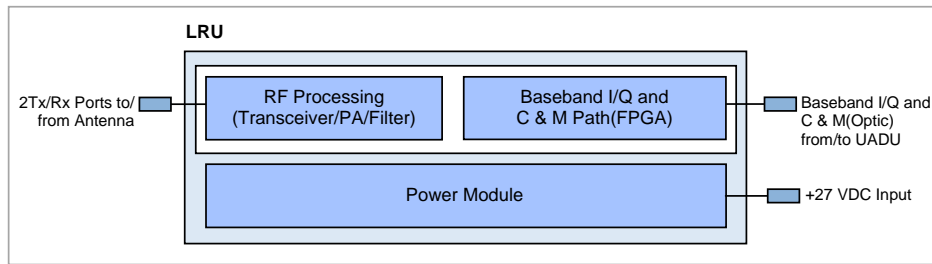 LRU
2Tx/Rx Ports to/
from Antenna
RF Processing
(Transceiver/PA/Filter)
Baseband I/Q and
C & M Path(FPGA)
Baseband I/Q and
C & M(Optic)
from/to UADU
Power Module
+27 VDC Input